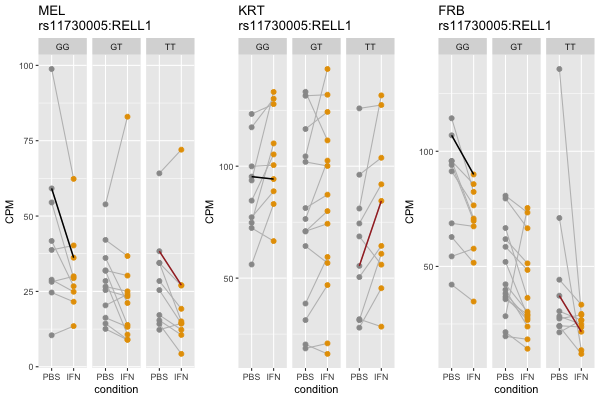 MEL
rs11730005:RELL1
GG GT TT
100
75
50
25
0
CPM
PBS IFN PBS IFN PBS IFN
condition
KRT
rs11730005:RELL1
GG GT TT
100
50
CPM
PBS IFN PBS IFN PBS IFN
condition
FRB
rs11730005:RELL1
GG GT TT
100
50
CPM
PBS IFN PBS IFN PBS IFN
condition